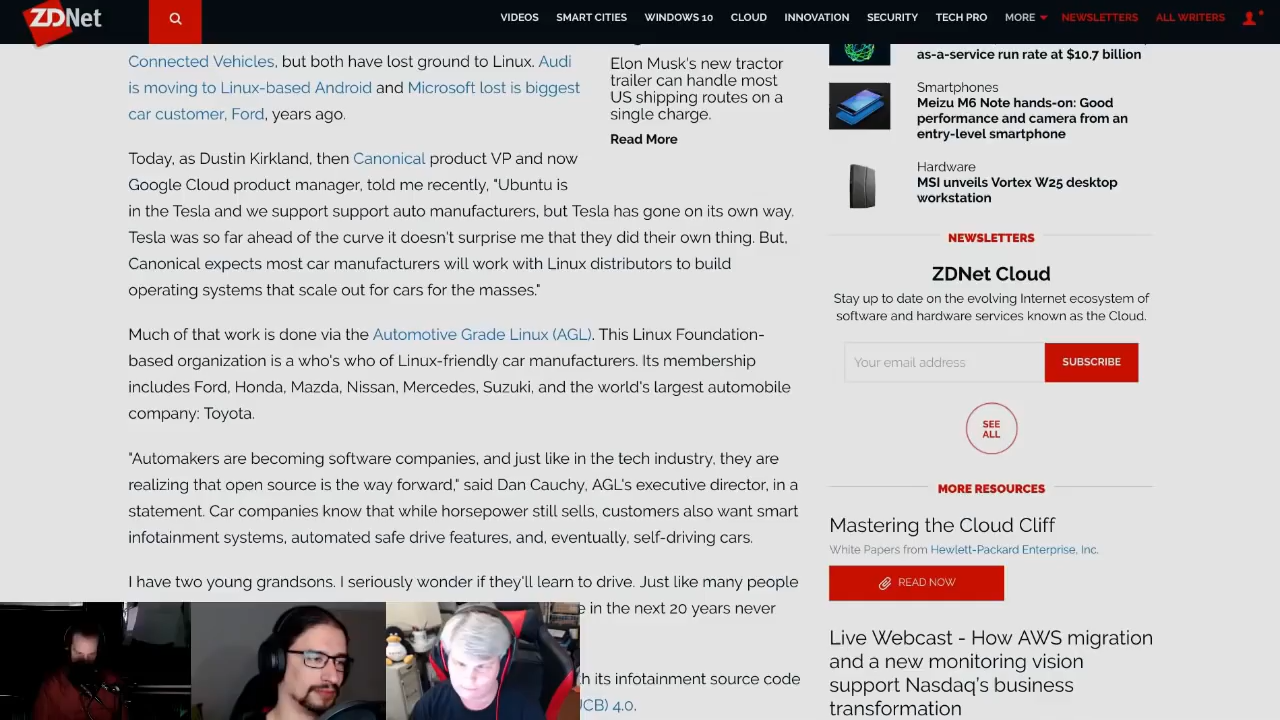 ZDNet
VIDEOS SMART CITIES WINDOWS 10 CLOUD INNOVATION SECURITY TECH PRO MORE NEWSLETTERS ALL WRITERS
Connected Vehicles, but both have lost ground to Linux. Audi
is moving to Linux-based Android and Microsoft lost is biggest
car customer, Ford, years ago.
Elon Musk's new tractor
trailer can handle most
US shipping routes on a
single charge.
Read More
Today, as Dustin Kirkland, then Canonical product VP and now
Google Cloud product manager, told me recently, "Ubuntu is
in the Tesla and we support support auto manufacturers, but Tesla has gone on its own way.
Tesla was so far ahead of the curve it doesn't surprise me that they did their own thing. But,
Canonical expects most car manufacturers will work with Linux distributors to build
operating systems that scale out for cars for the masses."
Much of that work is done via the Automotive Grade Linux (AGL). This Linux Foundation-
based organization is a who's who of Linux-friendly car manufacturers. Its membership
includes Ford, Honda, Mazda, Nissan, Mercedes, Suzuki, and the world's largest automobile
company: Toyota.
"Automakers are becoming software companies, and just like in the tech industry, they are
realizing that open source is the way forward," said Dan Cauchy, AGL's executive director, in a
statement. Car companies know that while horsepower still sells, customers also want smart
infotainment systems, automated safe drive features, and, eventually, self-driving cars.
I have two young grandsons. I seriously wonder if they'll learn to drive. Just like many people
e in the next 20 years never
h its infotainment source code
JCB) 4.0.
as-a-service run rate at $10.7 billion
Smartphones
Meizu M6 Note hands-on: Good
performance and camera from an
entry-level smartphone
Hardware
MSI unveils Vortex W25 desktop
workstation
NEWSLETTERS
ZDNet Cloud
Stay up to date on the evolving Internet ecosystem of
software and hardware services known as the Cloud.
Your email address
SUBSCRIBE
SEE
ALL
MORE RESOURCES
Mastering the Cloud Cliff
White Papers from Hewlett-Packard Enterprise, Inc.
READ NOW
Live Webcast - How AWS migration
and a new monitoring vision
support Nasdaq's business
transformation